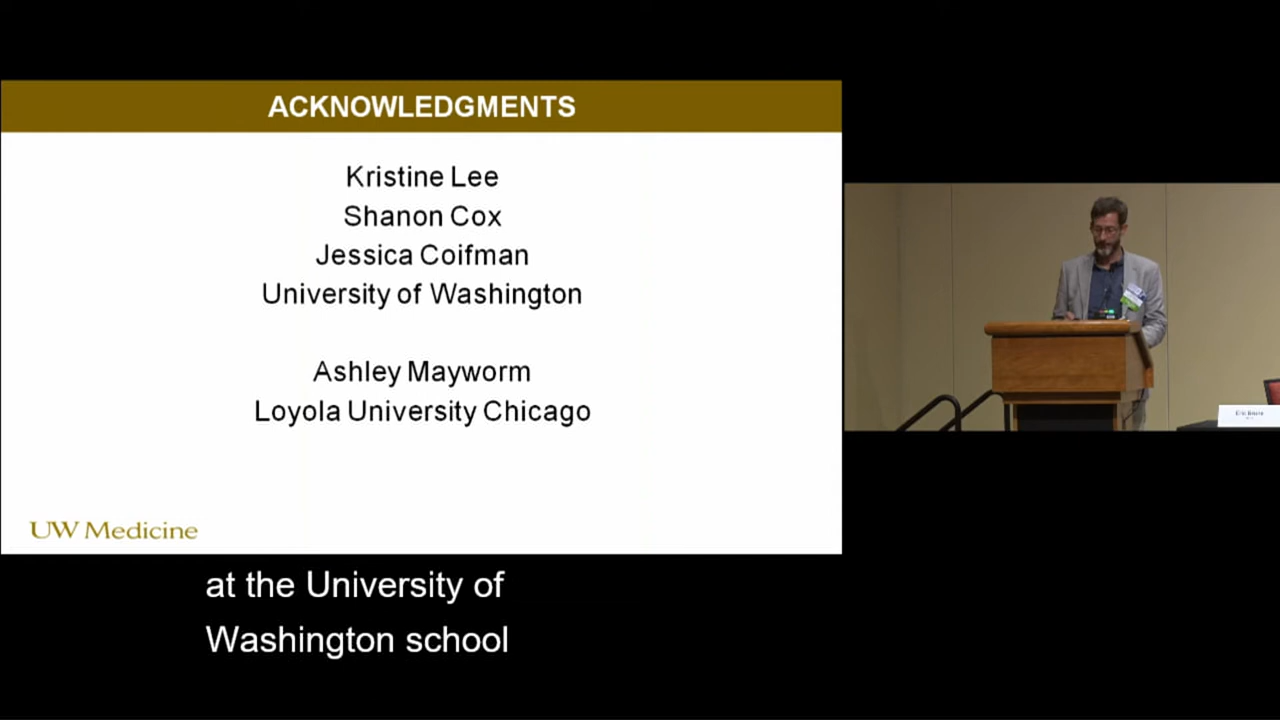 ACKNOWLEDGMENTS
Kristine Lee
Shanon Cox
Jessica Coifman
University of Washington
Ashley Mayworm
Loyola University Chicago
UW Medicine
at the University of
Washington school